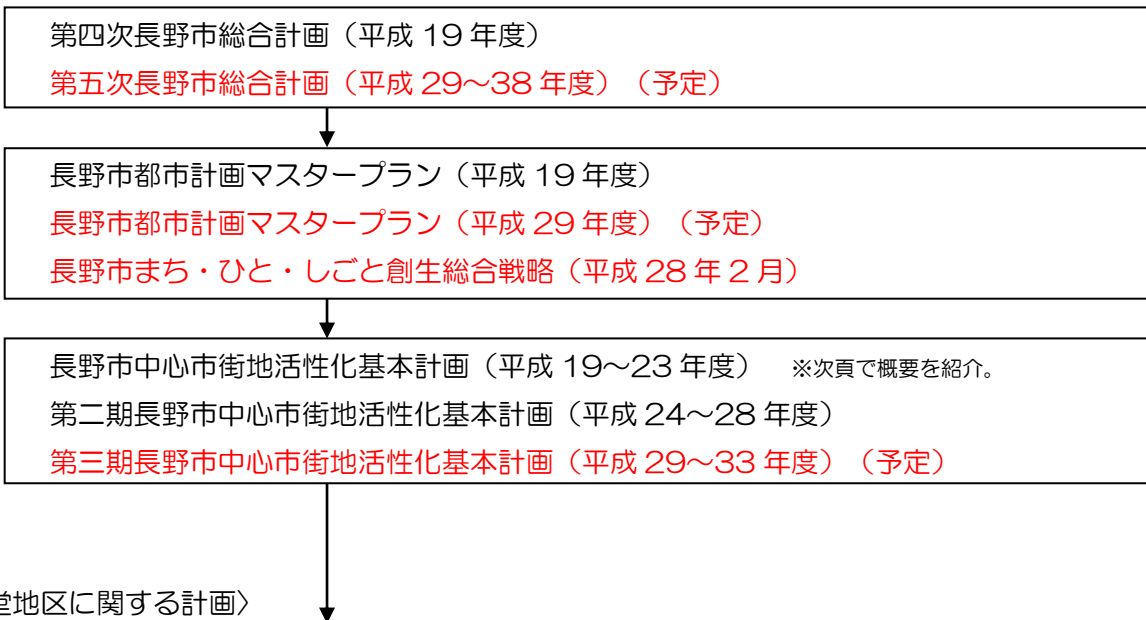 第四次長野市総合計画（平成 19 年度）
第五次長野市総合計画（平成 29～38 年度）（予定）
長野市都市計画マスタープラン（平成 19 年度）
長野市都市計画マスタープラン（平成 29 年度）（予定）
長野市まち・ひと・しごと創生総合戦略（平成 28 年 2 月）
長野市中心市街地活性化基本計画（平成 19～23 年度）　※次頁で概要を紹介。
第二期長野市中心市街地活性化基本計画（平成 24～28 年度）
第三期長野市中心市街地活性化基本計画（平成 29～33 年度）（予定）
堂地区に関する計画〉